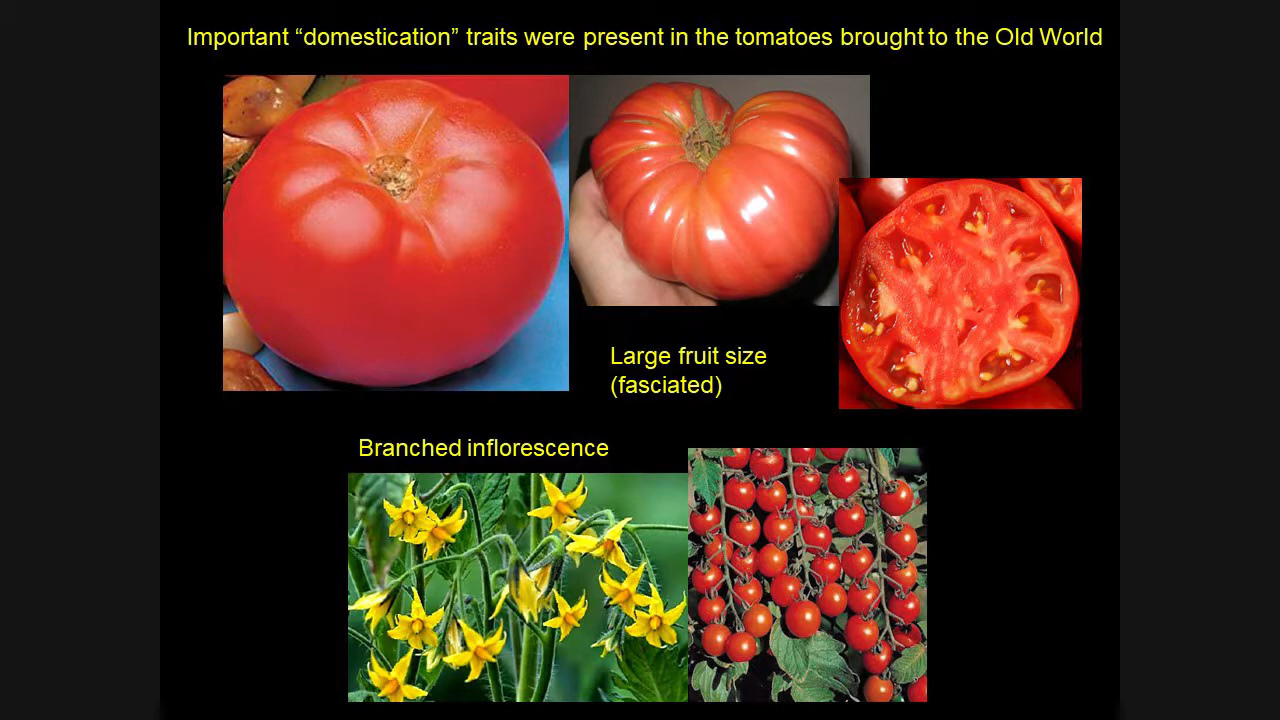 Important “domestication” traits were present in the tomatoes brought to the Old World
Large fruit size
(fasciated)
Branched inflorescence